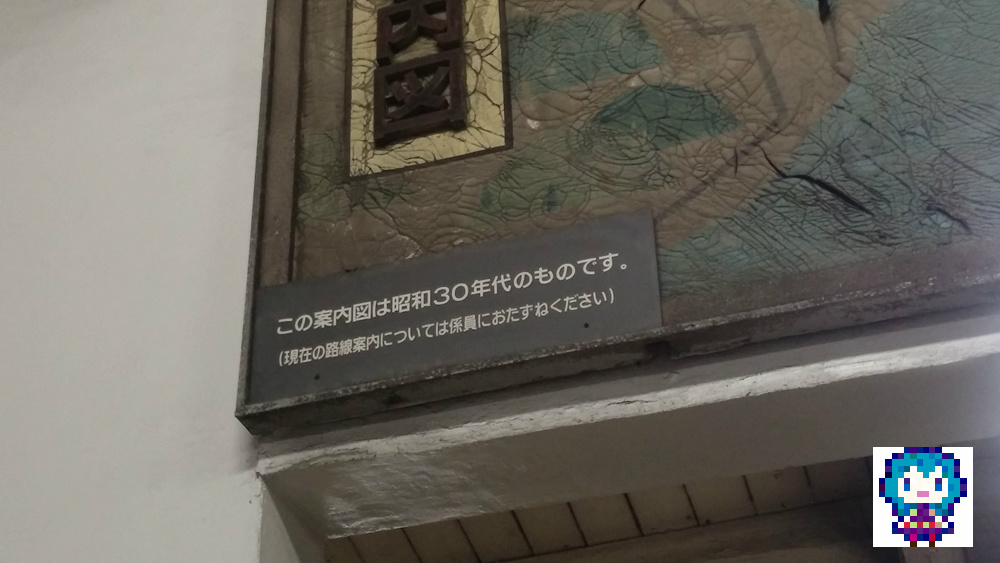 内図
この案内図は昭和30年代のものです。
(現在の路線案内については係員におたずねください)